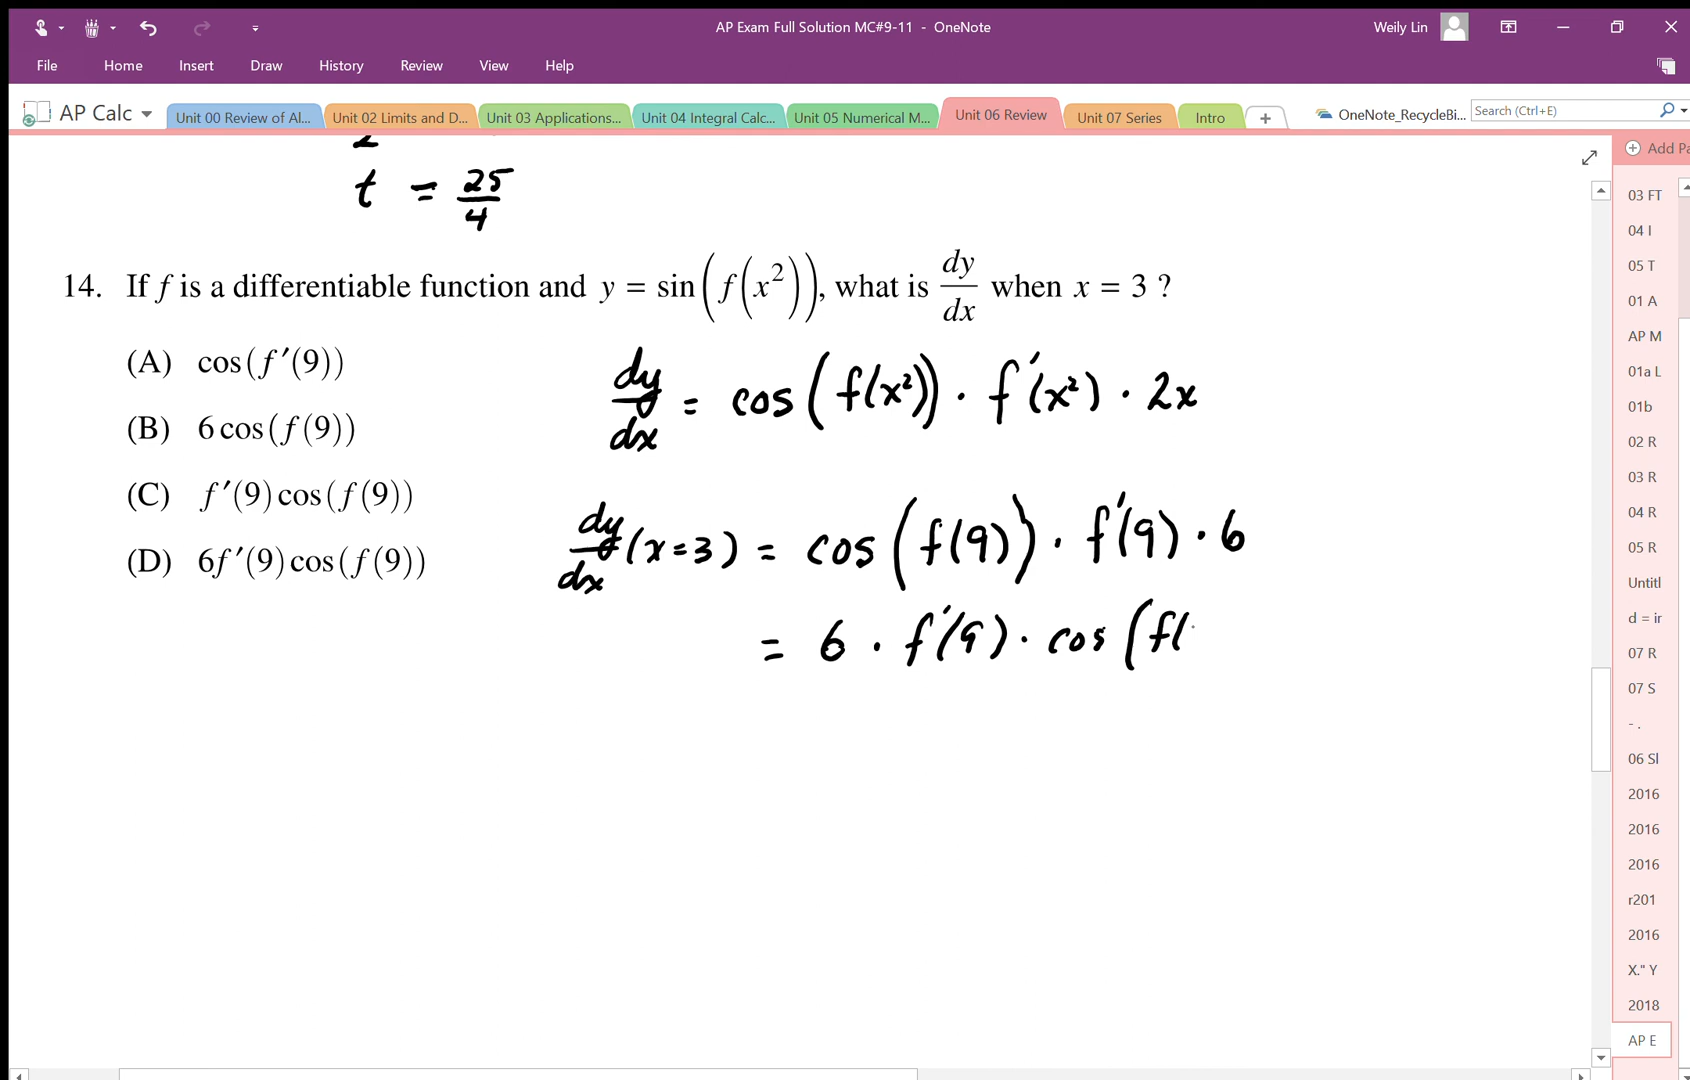 AP Exam Full Solution MC#9-11 - OneNote
Weily Lin
File Home Insert Draw History Review View Help
AP Calc
Unit 00 Review of Al...
Unit 02 Limits and D...
Unit 03 Applications...
Unit 04 Integral Calc...
Unit 05 Numerical M...
Unit 06 Review
Unit 07 Series
Intro
+
OneNote_RecycleBi...
Search (Ctrl+E)
t = 25/4
14. If f is a differentiable function and y = sin(f(x²)), what is dy/dx when x = 3 ?
(A) cos(f′(9))
(B) 6 cos(f(9))
(C) f′(9) cos(f(9))
(D) 6f′(9) cos(f(9))
dy/dx = cos(f(x²)) · f′(x²) · 2x
dy/dx (x=3) = cos(f(9)) · f′(9) · 6
= 6 · f′(9) · cos(f(
Add Pa
03 FT
04 I
05 T
01 A
AP M
01a L
01b
02 R
03 R
04 R
05 R
Untitl
d = ir
07 R
07 S
- .
06 Sl
2016
2016
2016
r201
2016
X." Y
2018
AP E